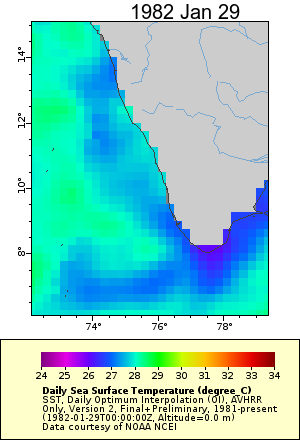 1982 Jan 29
14°
12°
10°
8°
74°
76°
78°
24 25 26 27 28 29 30 31 32 33 34
Daily Sea Surface Temperature (degree_C)
SST, Daily Optimum Interpolation (OI), AVHRR
Only, Version 2, Final+Preliminary, 1981-present
(1982-01-29T00:00:00Z, Altitude=0.0 m)
Data courtesy of NOAA NCEI